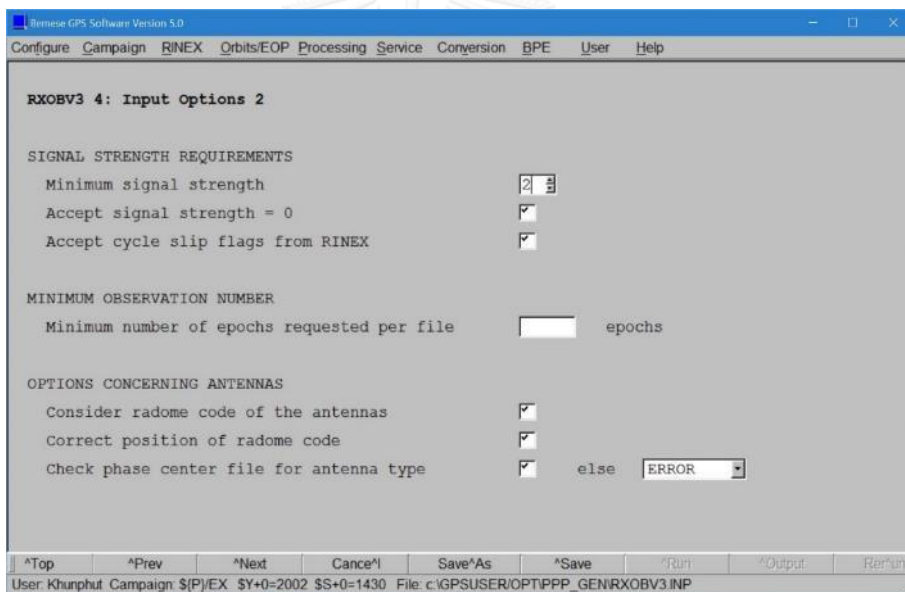 Bernese GPS Software Version 5.0
Configure Campaign RINEX Orbits/EOP Processing Service Conversion BPE User Help
RXOBV3 4: Input Options 2
SIGNAL STRENGTH REQUIREMENTS
Minimum signal strength 2
Accept signal strength = 0
Accept cycle slip flags from RINEX
MINIMUM OBSERVATION NUMBER
Minimum number of epochs requested per file epochs
OPTIONS CONCERNING ANTENNAS
Consider radome code of the antennas
Correct position of radome code
Check phase center file for antenna type else ERROR
^Top ^Prev ^Next Cance^l Save^As ^Save ^Run ^Output Rer^un
User: Khunphut Campaign: ${P}/EX $Y+0=2002 $S+0=1430 File: c:\GPSUSER/OPT\PPP_GEN\RXOBV3.INP